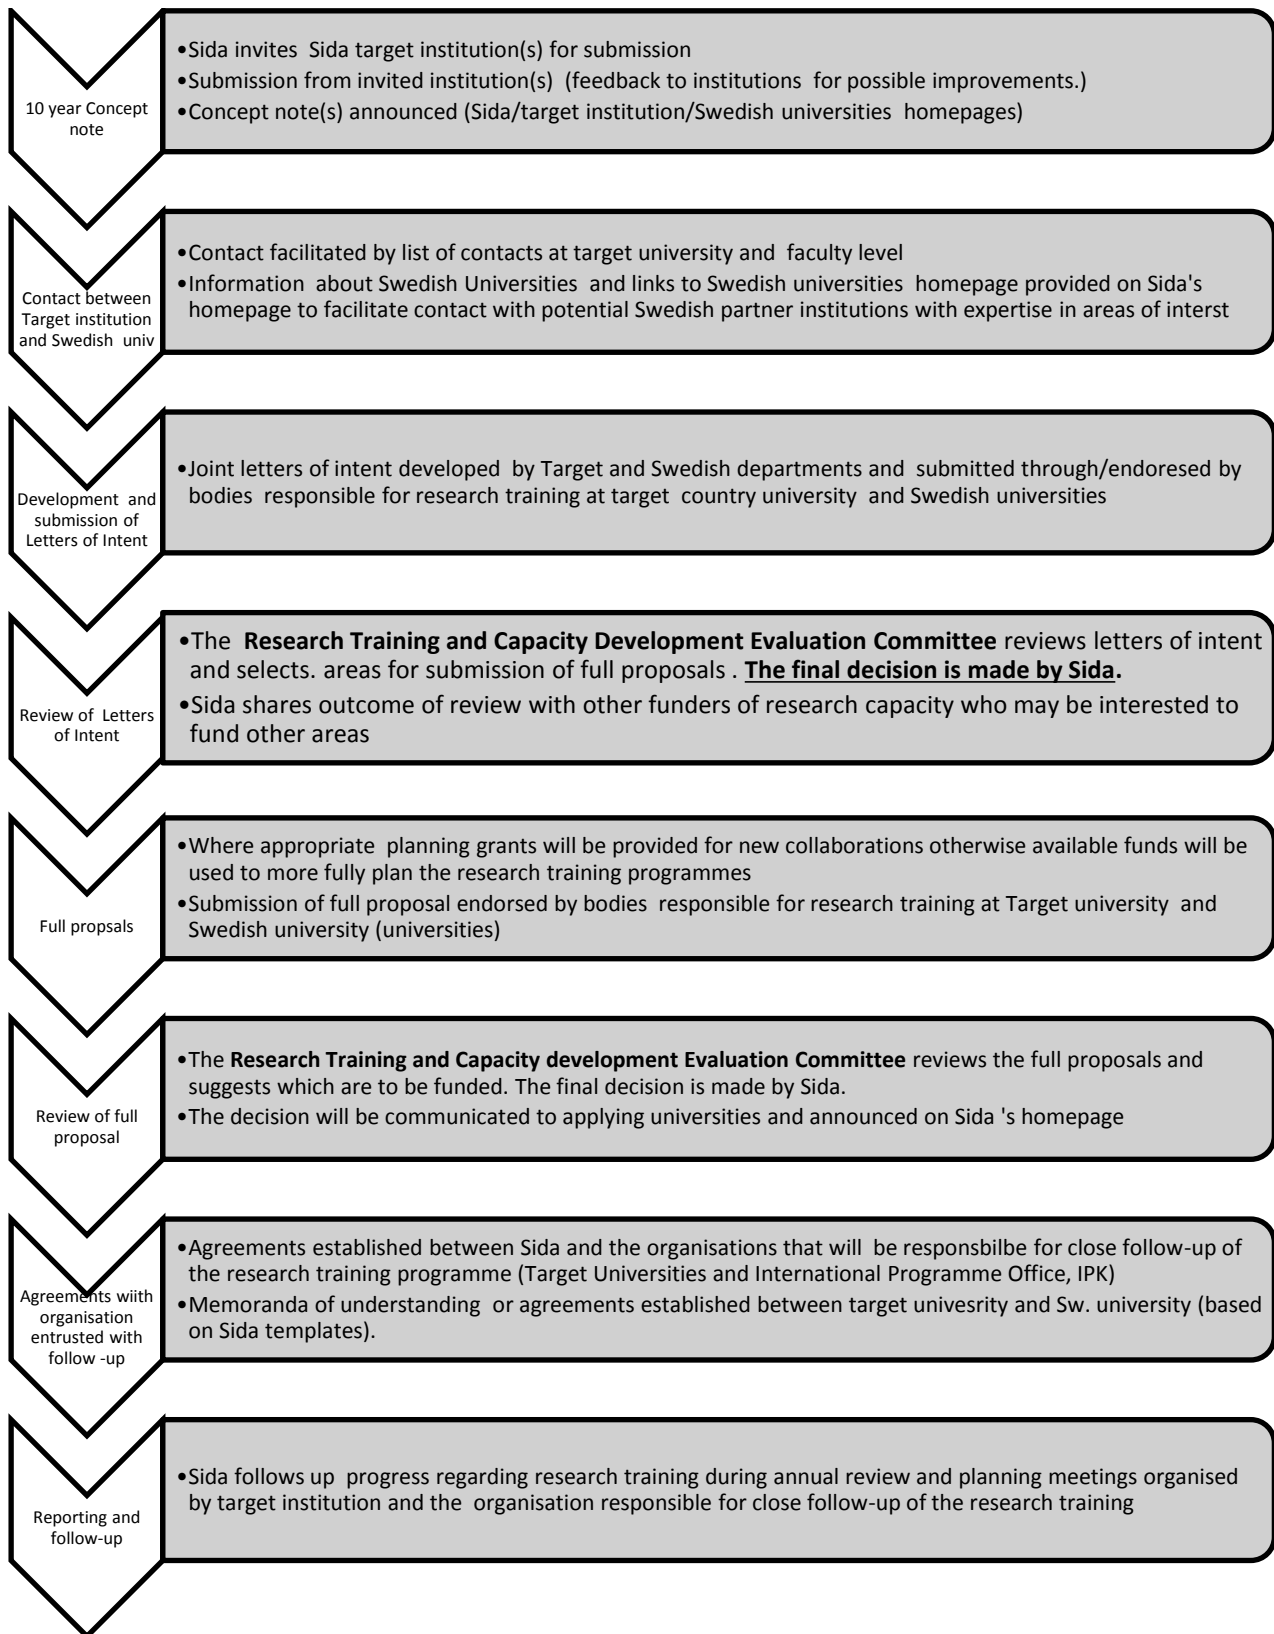 10 year Concept
note
•Sida invites Sida target institution(s) for submission
•Submission from invited institution(s) (feedback to institutions for possible improvements.)
•Concept note(s) announced (Sida/target institution/Swedish universities homepages)
Contact between
Target institution
and Swedish univ
•Contact facilitated by list of contacts at target university and faculty level
•Information about Swedish Universities and links to Swedish universities homepage provided on Sida's
homepage to facilitate contact with potential Swedish partner institutions with expertise in areas of interst
Development and
submission of
Letters of Intent
•Joint letters of intent developed by Target and Swedish departments and submitted through/endoresed by
bodies responsible for research training at target country university and Swedish universities
Review of Letters
of Intent
•The Research Training and Capacity Development Evaluation Committee reviews letters of intent
and selects. areas for submission of full proposals . The final decision is made by Sida.
•Sida shares outcome of review with other funders of research capacity who may be interested to
fund other areas
Full propsals
•Where appropriate planning grants will be provided for new collaborations otherwise available funds will be
used to more fully plan the research training programmes
•Submission of full proposal endorsed by bodies responsible for research training at Target university and
Swedish university (universities)
Review of full
proposal
•The Research Training and Capacity development Evaluation Committee reviews the full proposals and
suggests which are to be funded. The final decision is made by Sida.
•The decision will be communicated to applying universities and announced on Sida 's homepage
Agreements wiith
organisation
entrusted with
follow -up
•Agreements established between Sida and the organisations that will be responsbilbe for close follow-up of
the research training programme (Target Universities and International Programme Office, IPK)
•Memoranda of understanding or agreements established between target univesrity and Sw. university (based
on Sida templates).
Reporting and
follow-up
•Sida follows up progress regarding research training during annual review and planning meetings organised
by target institution and the organisation responsible for close follow-up of the research training